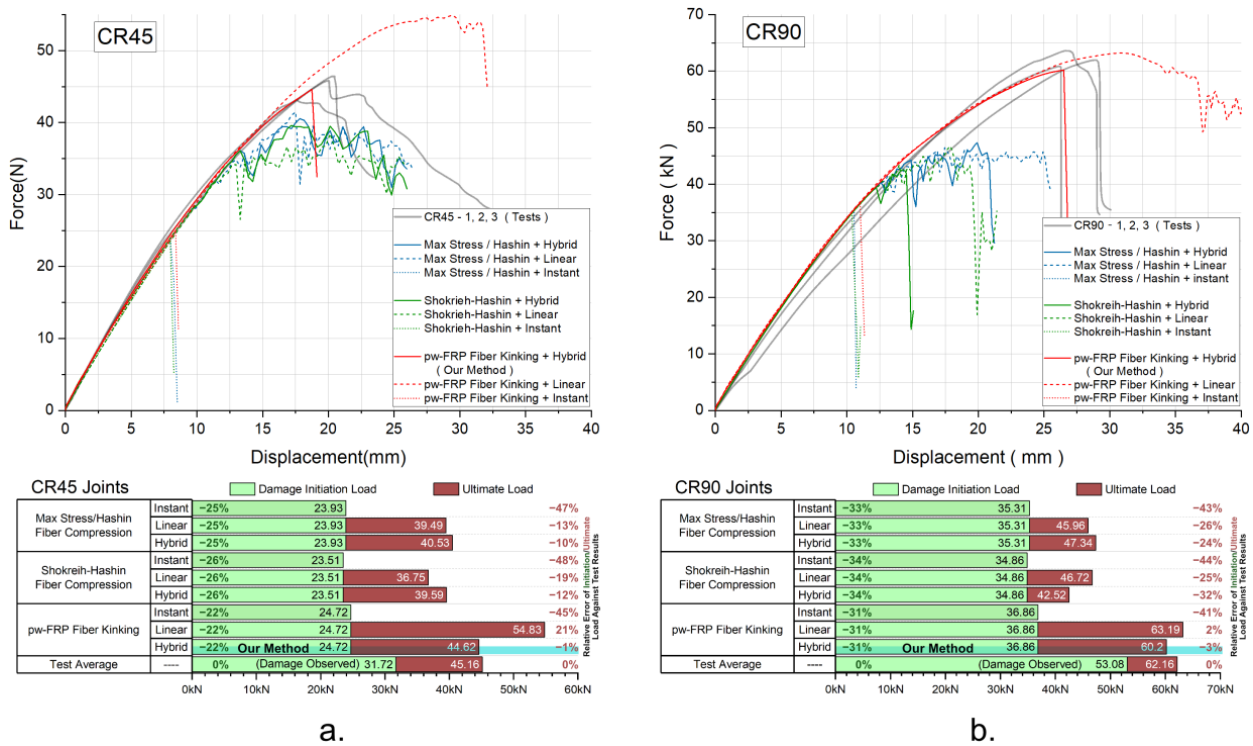 CR45
Force(N)
55
50
45
40
35
30
25
20
15
10
5
0
0 5 10 15 20 25 30 35 40
Displacement(mm)
CR45 - 1, 2, 3 ( Tests )
Max Stress / Hashin + Hybrid
Max Stress / Hashin + Linear
Max Stress / Hashin + Instant
Shokrieh-Hashin + Hybrid
Shokrieh-Hashin + Linear
Shokrieh-Hashin + Instant
pw-FRP Fiber Kinking + Hybrid
( Our Method )
pw-FRP Fiber Kinking + Linear
pw-FRP Fiber Kinking + Instant
CR90
Force ( kN )
70
60
50
40
30
20
10
0
0 5 10 15 20 25 30 35 40
Displacement ( mm )
CR90 - 1, 2, 3 ( Tests )
Max Stress / Hashin + Hybrid
Max Stress / Hashin + Linear
Max Stress / Hashin + instant
Shokreih-Hashin + Hybrid
Shokreih-Hashin + Linear
Shokreih-Hashin + Instant
pw-FRP Fiber Kinking + Hybrid
( Our Method )
pw-FRP Fiber Kinking + Linear
pw-FRP Fiber Kinking + Instant
CR45 Joints
Damage Initiation Load
Ultimate Load
Max Stress/Hashin
Fiber Compression
Instant −25% 23.93 −47%
Linear −25% 23.93 39.49 −13%
Hybrid −25% 23.93 40.53 −10%
Shokreih-Hashin
Fiber Compression
Instant −26% 23.51 −48%
Linear −26% 23.51 36.75 −19%
Hybrid −26% 23.51 39.59 −12%
pw-FRP Fiber Kinking
Instant −22% 24.72 −45%
Linear −22% 24.72 54.83 21%
Hybrid −22% Our Method 24.72 44.62 −1%
Test Average ---- 0% (Damage Observed) 31.72 45.16 0%
0kN 10kN 20kN 30kN 40kN 50kN 60kN
Relative Error of Initiation/Ultimate
Load Against Test Results
CR90 Joints
Damage Initiation Load
Ultimate Load
Max Stress/Hashin
Fiber Compression
Instant −33% 35.31 −43%
Linear −33% 35.31 45.96 −26%
Hybrid −33% 35.31 47.34 −24%
Shokreih-Hashin
Fiber Compression
Instant −34% 34.86 −44%
Linear −34% 34.86 46.72 −25%
Hybrid −34% 34.86 42.52 −32%
pw-FRP Fiber Kinking
Instant −31% 36.86 −41%
Linear −31% 36.86 63.19 2%
Hybrid −31% Our Method 36.86 60.2 −3%
Test Average ---- 0% (Damage Observed) 53.08 62.16 0%
0kN 10kN 20kN 30kN 40kN 50kN 60kN 70kN
Relative Error of Initiation/Ultimate
Load Against Test Results
a.
b.